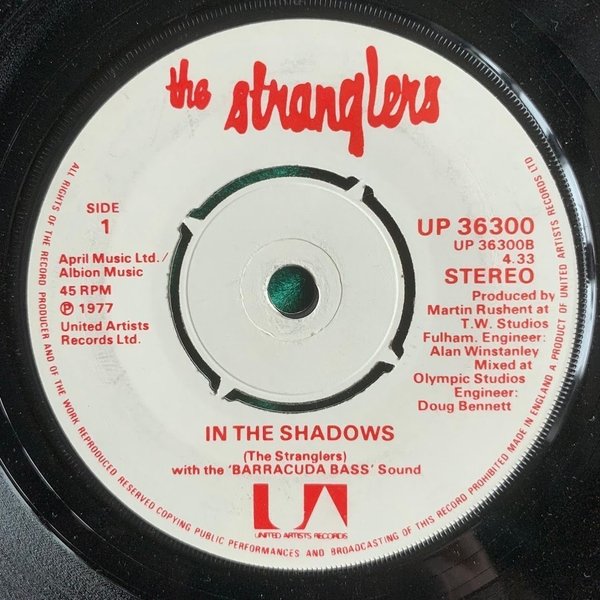 the stranglers
SIDE
1
April Music Ltd./
Albion Music
45 RPM
℗ 1977
United Artists
Records Ltd.
UP 36300
UP 36300B
4.33
STEREO
Produced by
Martin Rushent at
T.W. Studios
Fulham. Engineer:
Alan Winstanley
Mixed at
Olympic Studios
Engineer:
Doug Bennett
IN THE SHADOWS
(The Stranglers)
with the 'BARRACUDA BASS' Sound
UA
UNITED ARTISTS RECORDS
ALL RIGHTS OF THE RECORD PRODUCER AND OF THE OWNER OF THE WORK REPRODUCED RESERVED COPYING PUBLIC PERFORMANCES AND BROADCASTING OF THIS RECORD PROHIBITED MADE IN ENGLAND A PRODUCT OF UNITED ARTISTS RECORDS LTD